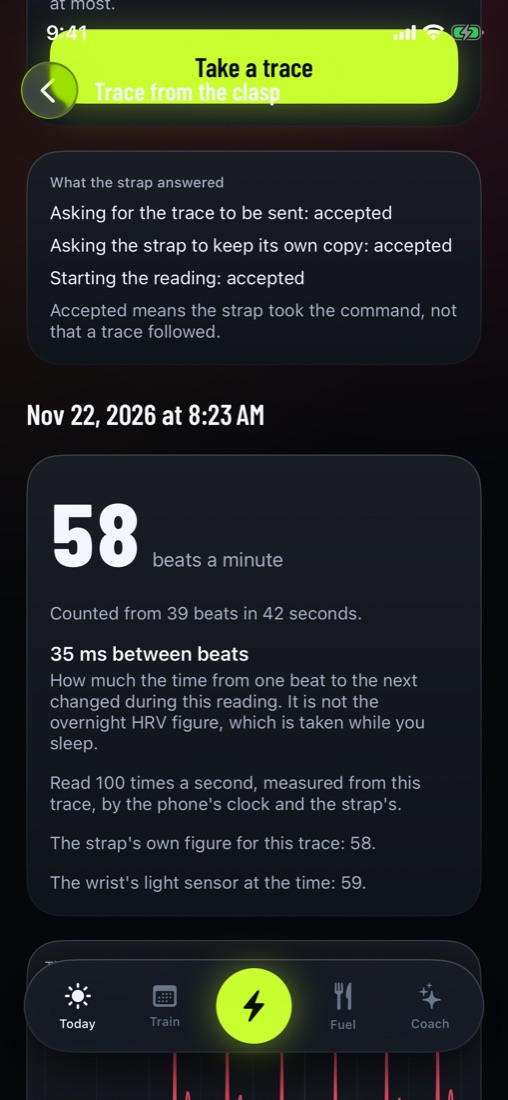 at most.
9:41
Take a trace
Trace from the clasp
What the strap answered
Asking for the trace to be sent: accepted
Asking the strap to keep its own copy: accepted
Starting the reading: accepted
Accepted means the strap took the command, not
that a trace followed.
Nov 22, 2026 at 8:23 AM
58 beats a minute
Counted from 39 beats in 42 seconds.
35 ms between beats
How much the time from one beat to the next
changed during this reading. It is not the
overnight HRV figure, which is taken while you
sleep.
Read 100 times a second, measured from this
trace, by the phone's clock and the strap's.
The strap's own figure for this trace: 58.
The wrist's light sensor at the time: 59.
Today
Train
Fuel
Coach